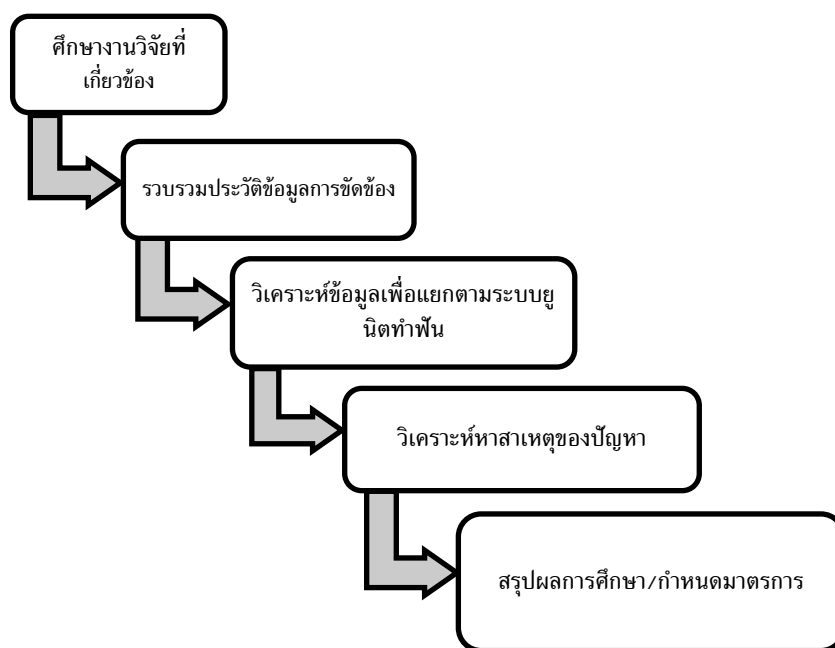 ศึกษางานวิจัยที่
เกี่ยวข้อง
รวบรวมประวัติข้อมูลการขัดข้อง
วิเคราะห์ข้อมูลเพื่อแยกตามระบบยู
นิตทำฟัน
วิเคราะห์หาสาเหตุของปัญหา
สรุปผลการศึกษา/กำหนดมาตรการ